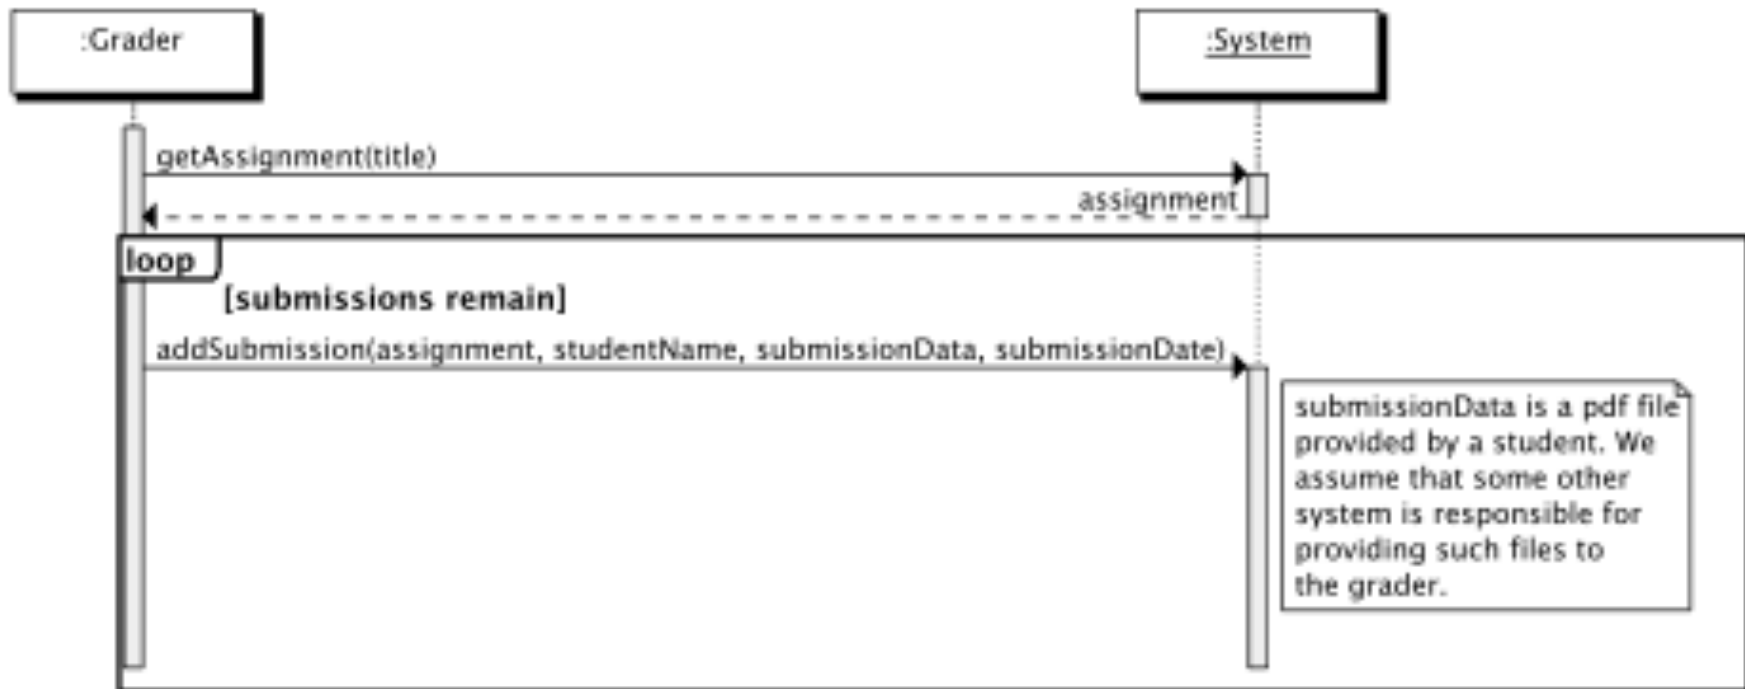 :Grader
:System
getAssignment(title)
assignment
loop
[submissions remain]
addSubmission(assignment, studentName, submissionData, submissionDate)
submissionData is a pdf file
provided by a student. We
assume that some other
system is responsible for
providing such files to
the grader.